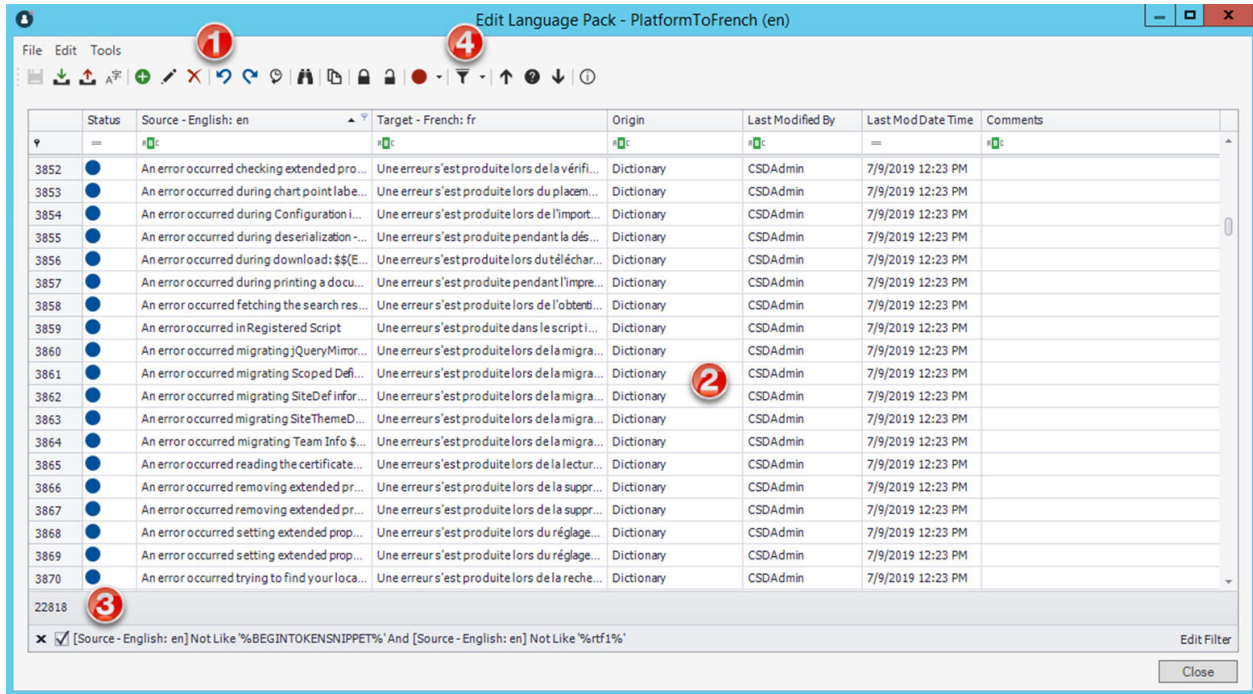 Edit Language Pack - PlatformToFrench (en)
1
4
File Edit Tools
Status Source - English: en Target - French: fr Origin Last Modified By Last Mod Date Time Comments
3852 An error occurred checking extended pro... Une erreur s'est produite lors de la vérifi... Dictionary CSDAdmin 7/9/2019 12:23 PM
3853 An error occurred during chart point labe... Une erreur s'est produite lors du placem... Dictionary CSDAdmin 7/9/2019 12:23 PM
3854 An error occurred during Configuration i... Une erreur s'est produite lors de l'import... Dictionary CSDAdmin 7/9/2019 12:23 PM
3855 An error occurred during deserialization -... Une erreur s'est produite pendant la dés... Dictionary CSDAdmin 7/9/2019 12:23 PM
3856 An error occurred during download: $$(E... Une erreur s'est produite lors du téléchar... Dictionary CSDAdmin 7/9/2019 12:23 PM
3857 An error occurred during printing a docu... Une erreur s'est produite pendant l'impre... Dictionary CSDAdmin 7/9/2019 12:23 PM
3858 An error occurred fetching the search res... Une erreur s'est produite lors de l'obtenti... Dictionary CSDAdmin 7/9/2019 12:23 PM
3859 An error occurred in Registered Script Une erreur s'est produite dans le script i... Dictionary CSDAdmin 7/9/2019 12:23 PM
3860 An error occurred migrating jQueryMirror... Une erreur s'est produite lors de la migra... Dictionary CSDAdmin 7/9/2019 12:23 PM
3861 An error occurred migrating Scoped Defi... Une erreur s'est produite lors de la migra... Dictionary 2 CSDAdmin 7/9/2019 12:23 PM
3862 An error occurred migrating SiteDef infor... Une erreur s'est produite lors de la migra... Dictionary CSDAdmin 7/9/2019 12:23 PM
3863 An error occurred migrating SiteThemeD... Une erreur s'est produite lors de la migra... Dictionary CSDAdmin 7/9/2019 12:23 PM
3864 An error occurred migrating Team Info $... Une erreur s'est produite lors de la migra... Dictionary CSDAdmin 7/9/2019 12:23 PM
3865 An error occurred reading the certificate... Une erreur s'est produite lors de la lectur... Dictionary CSDAdmin 7/9/2019 12:23 PM
3866 An error occurred removing extended pr... Une erreur s'est produite lors de la suppr... Dictionary CSDAdmin 7/9/2019 12:23 PM
3867 An error occurred removing extended pr... Une erreur s'est produite lors de la suppr... Dictionary CSDAdmin 7/9/2019 12:23 PM
3868 An error occurred setting extended prop... Une erreur s'est produite lors du réglage... Dictionary CSDAdmin 7/9/2019 12:23 PM
3869 An error occurred setting extended prop... Une erreur s'est produite lors du réglage... Dictionary CSDAdmin 7/9/2019 12:23 PM
3870 An error occurred trying to find your loca... Une erreur s'est produite lors de la reche... Dictionary CSDAdmin 7/9/2019 12:23 PM
22818 3
[Source - English: en] Not Like '%BEGINTOKENSNIPPET%' And [Source - English: en] Not Like '%rtf1%' Edit Filter
Close